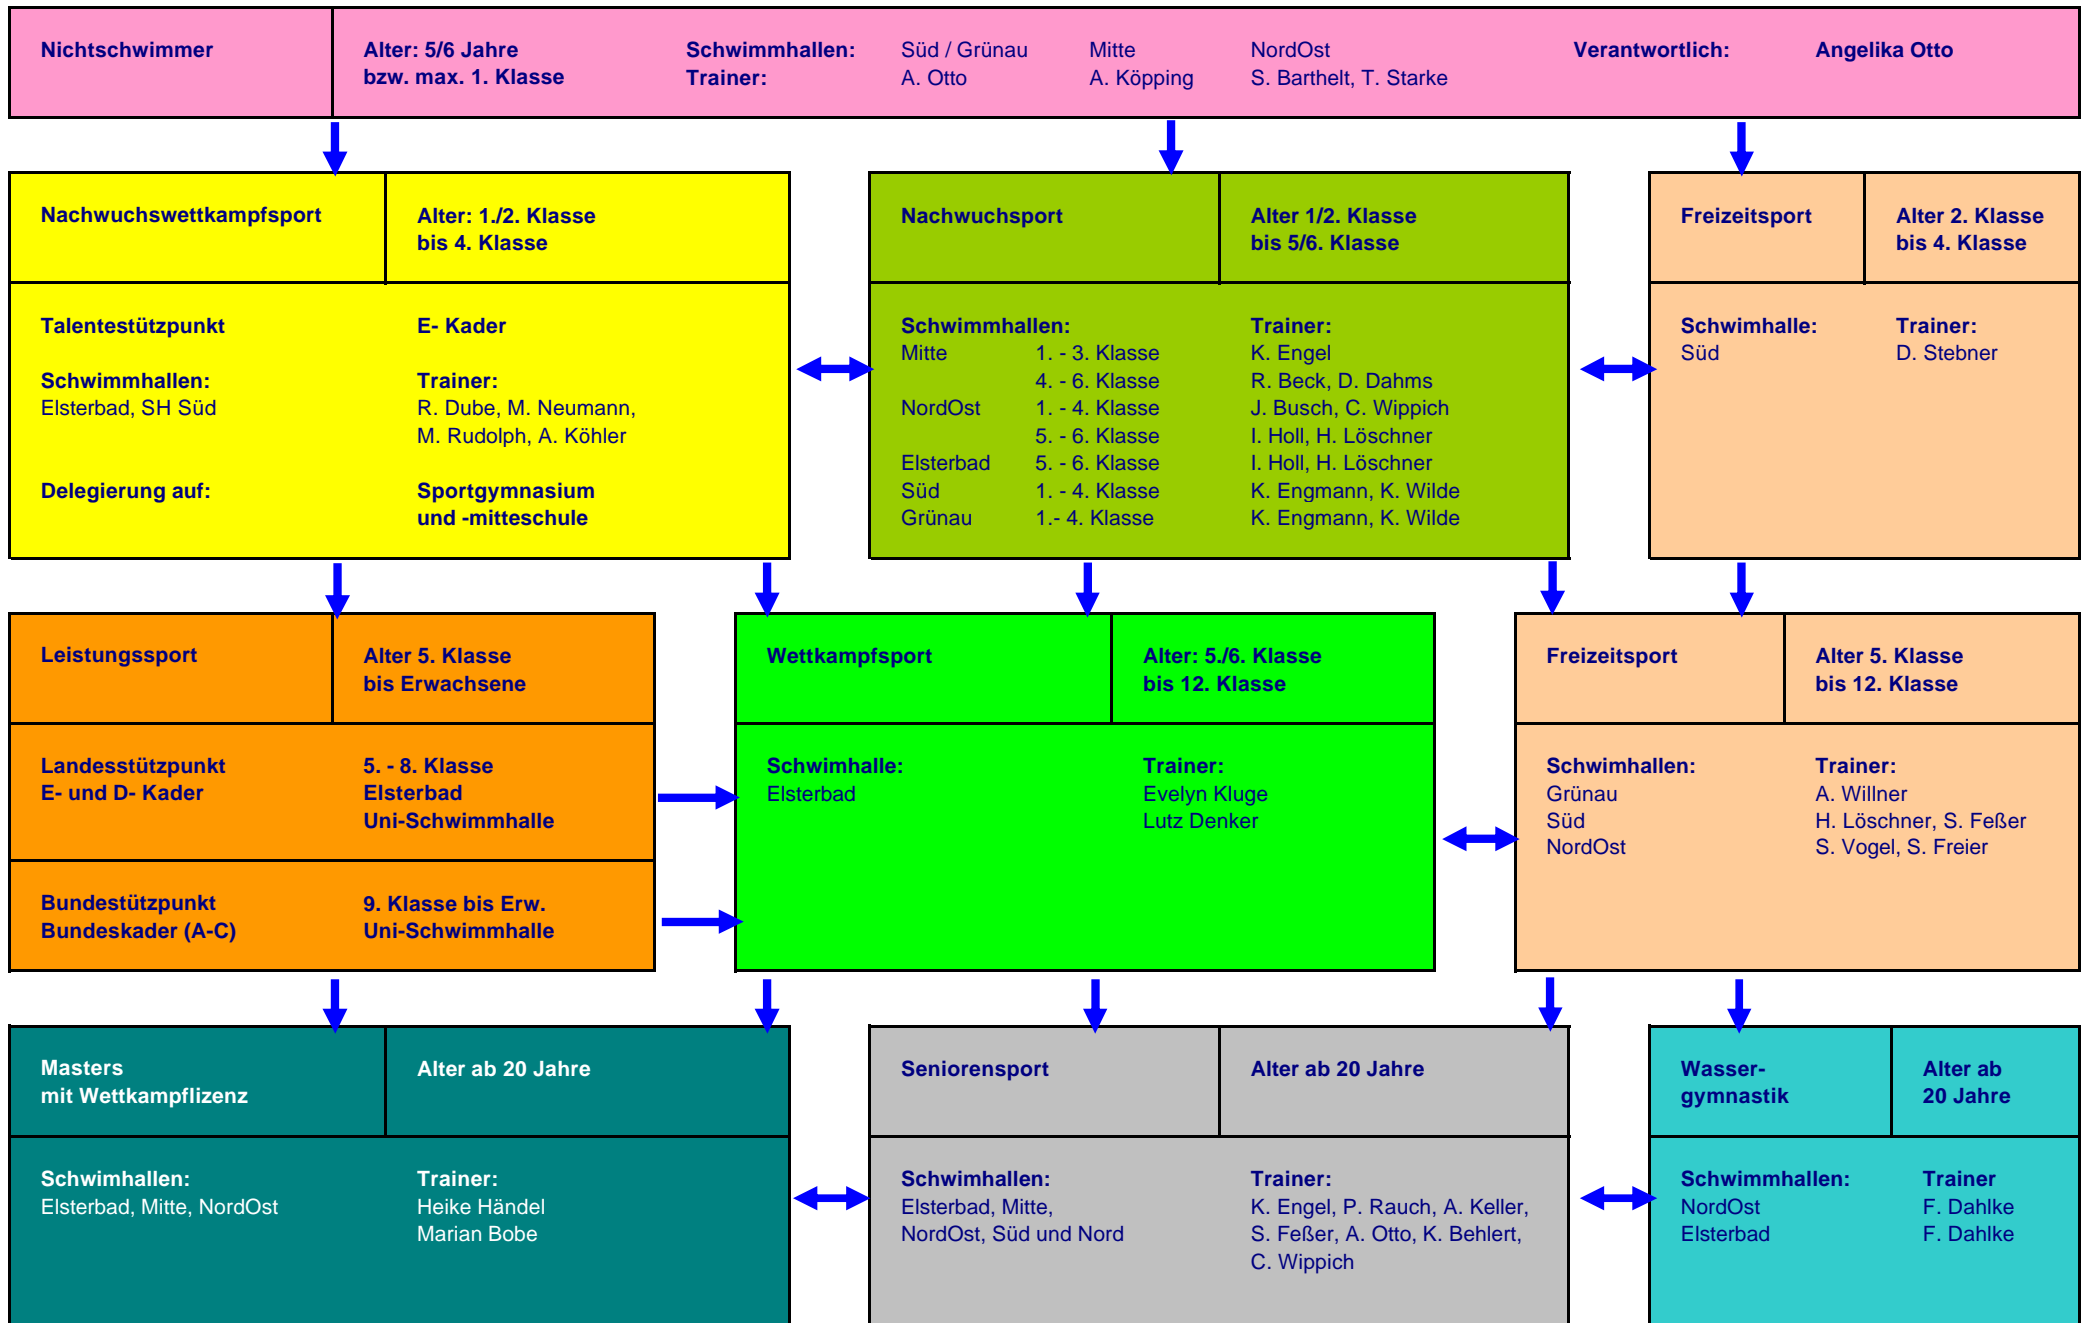 Nichtschwimmer
Alter: 5/6 Jahre
bzw. max. 1. Klasse
Schwimmhallen: Süd / Grünau Mitte NordOst
Trainer: A. Otto A. Köpping S. Barthelt, T. Starke
Verantwortlich: Angelika Otto
Nachwuchswettkampfsport
Alter: 1./2. Klasse
bis 4. Klasse
Talentestützpunkt E- Kader
Schwimmhallen: Trainer:
Elsterbad, SH Süd R. Dube, M. Neumann,
M. Rudolph, A. Köhler
Delegierung auf: Sportgymnasium
und -mitteschule
Nachwuchsport
Alter 1/2. Klasse
bis 5/6. Klasse
Schwimmhallen: Trainer:
Mitte 1. - 3. Klasse K. Engel
4. - 6. Klasse R. Beck, D. Dahms
NordOst 1. - 4. Klasse J. Busch, C. Wippich
5. - 6. Klasse I. Holl, H. Löschner
Elsterbad 5. - 6. Klasse I. Holl, H. Löschner
Süd 1. - 4. Klasse K. Engmann, K. Wilde
Grünau 1.- 4. Klasse K. Engmann, K. Wilde
Freizeitsport
Alter 2. Klasse
bis 4. Klasse
Schwimhalle: Trainer:
Süd D. Stebner
Leistungssport
Alter 5. Klasse
bis Erwachsene
Landesstützpunkt 5. - 8. Klasse
E- und D- Kader Elsterbad
Uni-Schwimmhalle
Bundestützpunkt 9. Klasse bis Erw.
Bundeskader (A-C) Uni-Schwimmhalle
Wettkampfsport
Alter: 5./6. Klasse
bis 12. Klasse
Schwimhalle: Trainer:
Elsterbad Evelyn Kluge
Lutz Denker
Freizeitsport
Alter 5. Klasse
bis 12. Klasse
Schwimhallen: Trainer:
Grünau A. Willner
Süd H. Löschner, S. Feßer
NordOst S. Vogel, S. Freier
Masters
mit Wettkampflizenz
Alter ab 20 Jahre
Schwimhallen: Trainer:
Elsterbad, Mitte, NordOst Heike Händel
Marian Bobe
Seniorensport
Alter ab 20 Jahre
Schwimhallen: Trainer:
Elsterbad, Mitte, K. Engel, P. Rauch, A. Keller,
NordOst, Süd und Nord S. Feßer, A. Otto, K. Behlert,
C. Wippich
Wasser-
gymnastik
Alter ab
20 Jahre
Schwimmhallen: Trainer
NordOst F. Dahlke
Elsterbad F. Dahlke